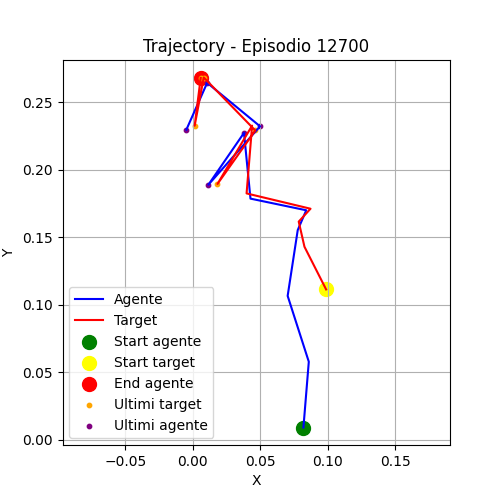 Trajectory - Episodio 12700
Y
0.25
0.20
0.15
0.10
0.05
0.00
Agente
Target
Start agente
Start target
End agente
Ultimi target
Ultimi agente
−0.05 0.00 0.05 0.10 0.15
X